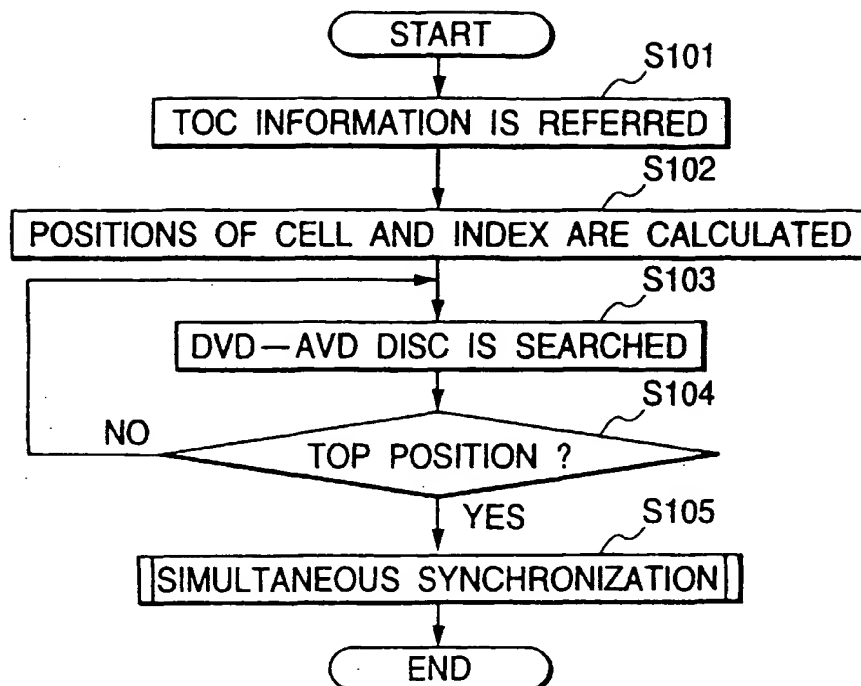 START
S101
TOC INFORMATION IS REFERRED
S102
POSITIONS OF CELL AND INDEX ARE CALCULATED
S103
DVD—AVD DISC IS SEARCHED
S104
NO
TOP POSITION ?
YES
S105
SIMULTANEOUS SYNCHRONIZATION
END